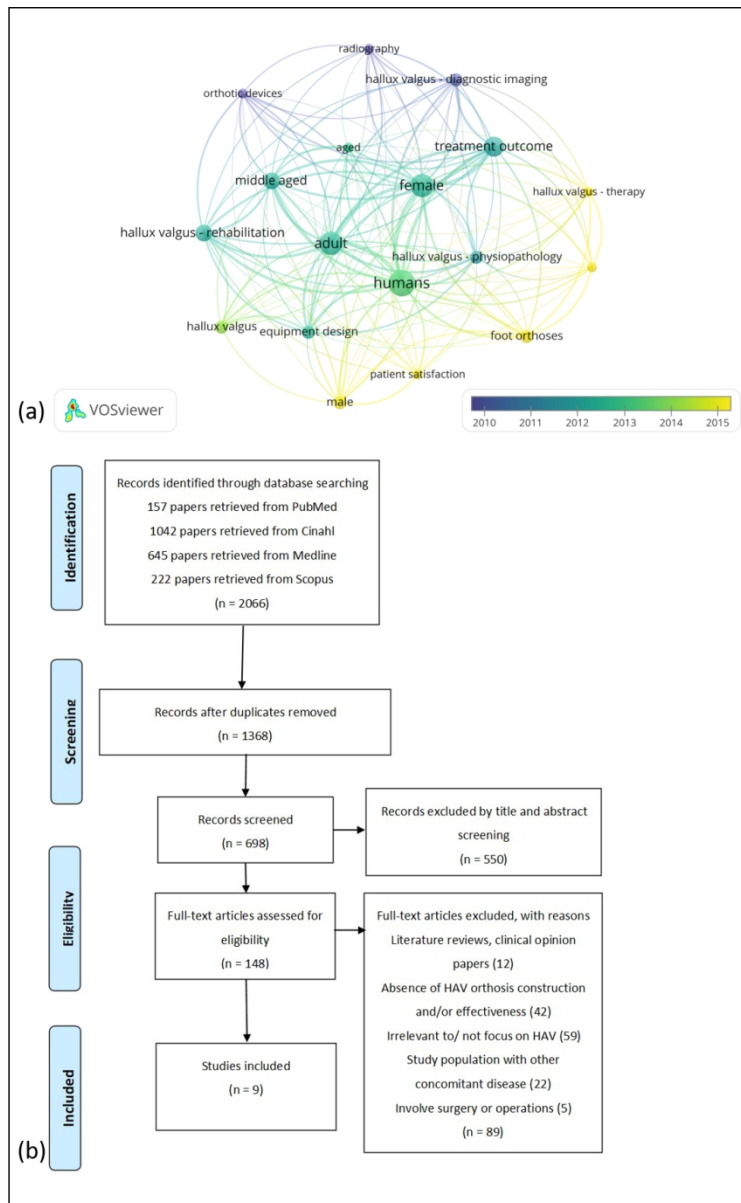 radiography
hallux valgus - diagnostic imaging
orthotic devices
aged
treatment outcome
middle aged
female
hallux valgus - therapy
hallux valgus - rehabilitation
adult
hallux valgus - physiopathology
humans
hallux valgus
equipment design
foot orthoses
patient satisfaction
male
(a)
VOSviewer
2010 2011 2012 2013 2014 2015
Identification
Records identified through database searching
157 papers retrieved from PubMed
1042 papers retrieved from Cinahl
645 papers retrieved from Medline
222 papers retrieved from Scopus
(n = 2066)
Screening
Records after duplicates removed
(n = 1368)
Records screened
(n = 698)
Records excluded by title and abstract
screening
(n = 550)
Eligibility
Full-text articles assessed for
eligibility
(n = 148)
Full-text articles excluded, with reasons
Literature reviews, clinical opinion
papers (12)
Absence of HAV orthosis construction
and/or effectiveness (42)
Irrelevant to/ not focus on HAV (59)
Study population with other
concomitant disease (22)
Involve surgery or operations (5)
(n = 89)
Included
Studies included
(n = 9)
(b)